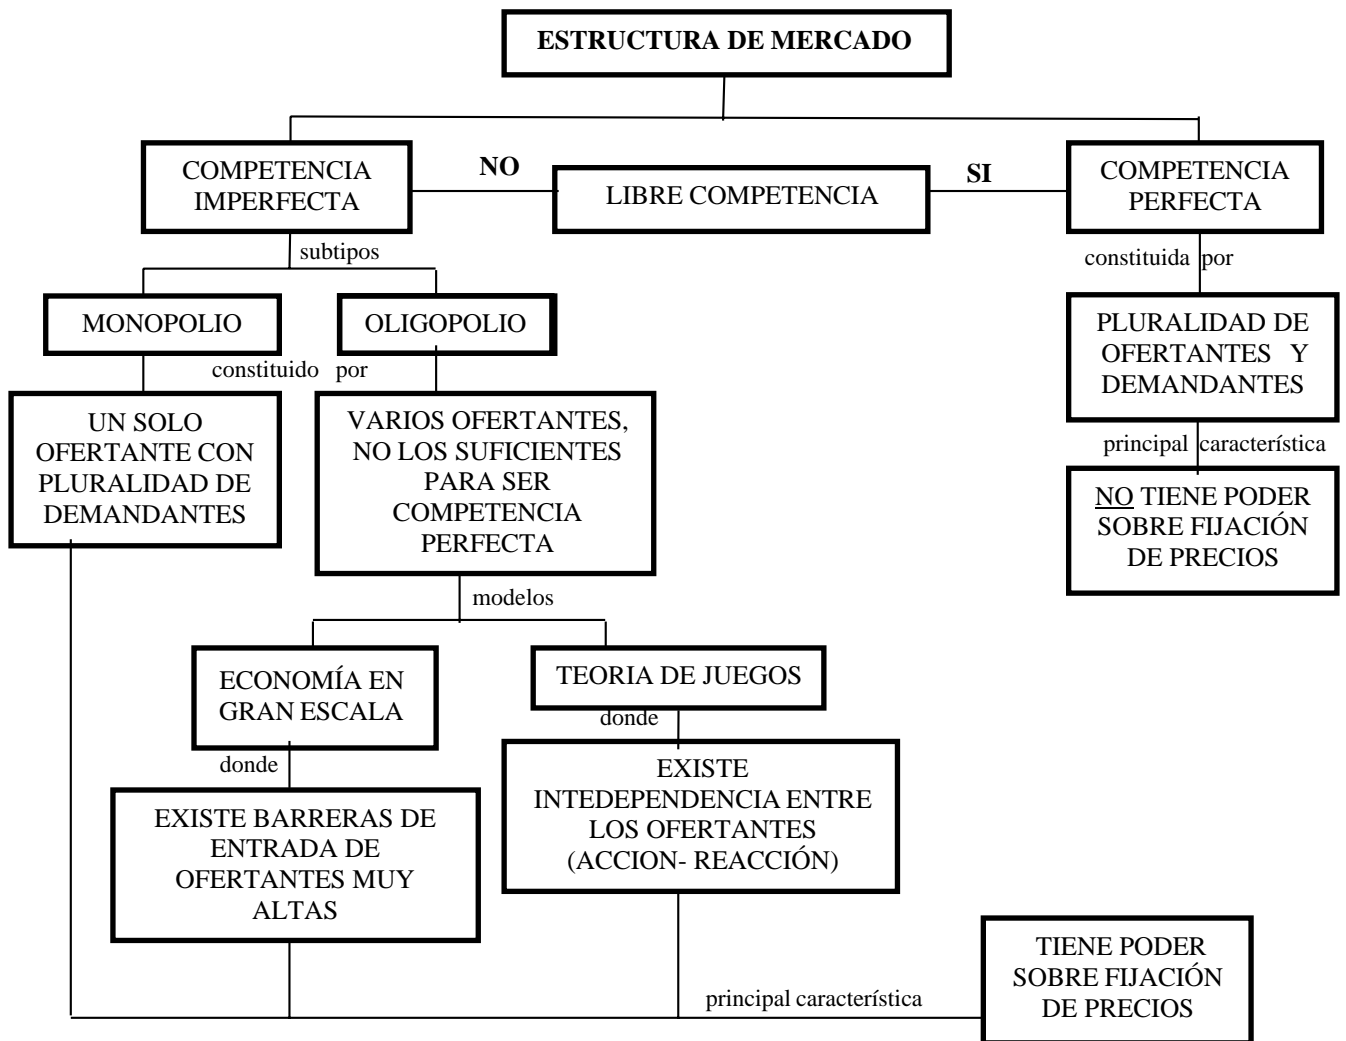 ESTRUCTURA DE MERCADO
COMPETENCIA
IMPERFECTA
NO
LIBRE COMPETENCIA
SI
COMPETENCIA
PERFECTA
subtipos
constituida por
MONOPOLIO
OLIGOPOLIO
PLURALIDAD DE
OFERTANTES Y
DEMANDANTES
constituido por
UN SOLO
OFERTANTE CON
PLURALIDAD DE
DEMANDANTES
VARIOS OFERTANTES,
NO LOS SUFICIENTES
PARA SER
COMPETENCIA
PERFECTA
principal característica
NO TIENE PODER
SOBRE FIJACIÓN
DE PRECIOS
modelos
ECONOMÍA EN
GRAN ESCALA
TEORIA DE JUEGOS
donde
donde
EXISTE BARRERAS DE
ENTRADA DE
OFERTANTES MUY
ALTAS
EXISTE
INTEDEPENDENCIA ENTRE
LOS OFERTANTES
(ACCION- REACCIÓN)
principal característica
TIENE PODER
SOBRE FIJACIÓN
DE PRECIOS